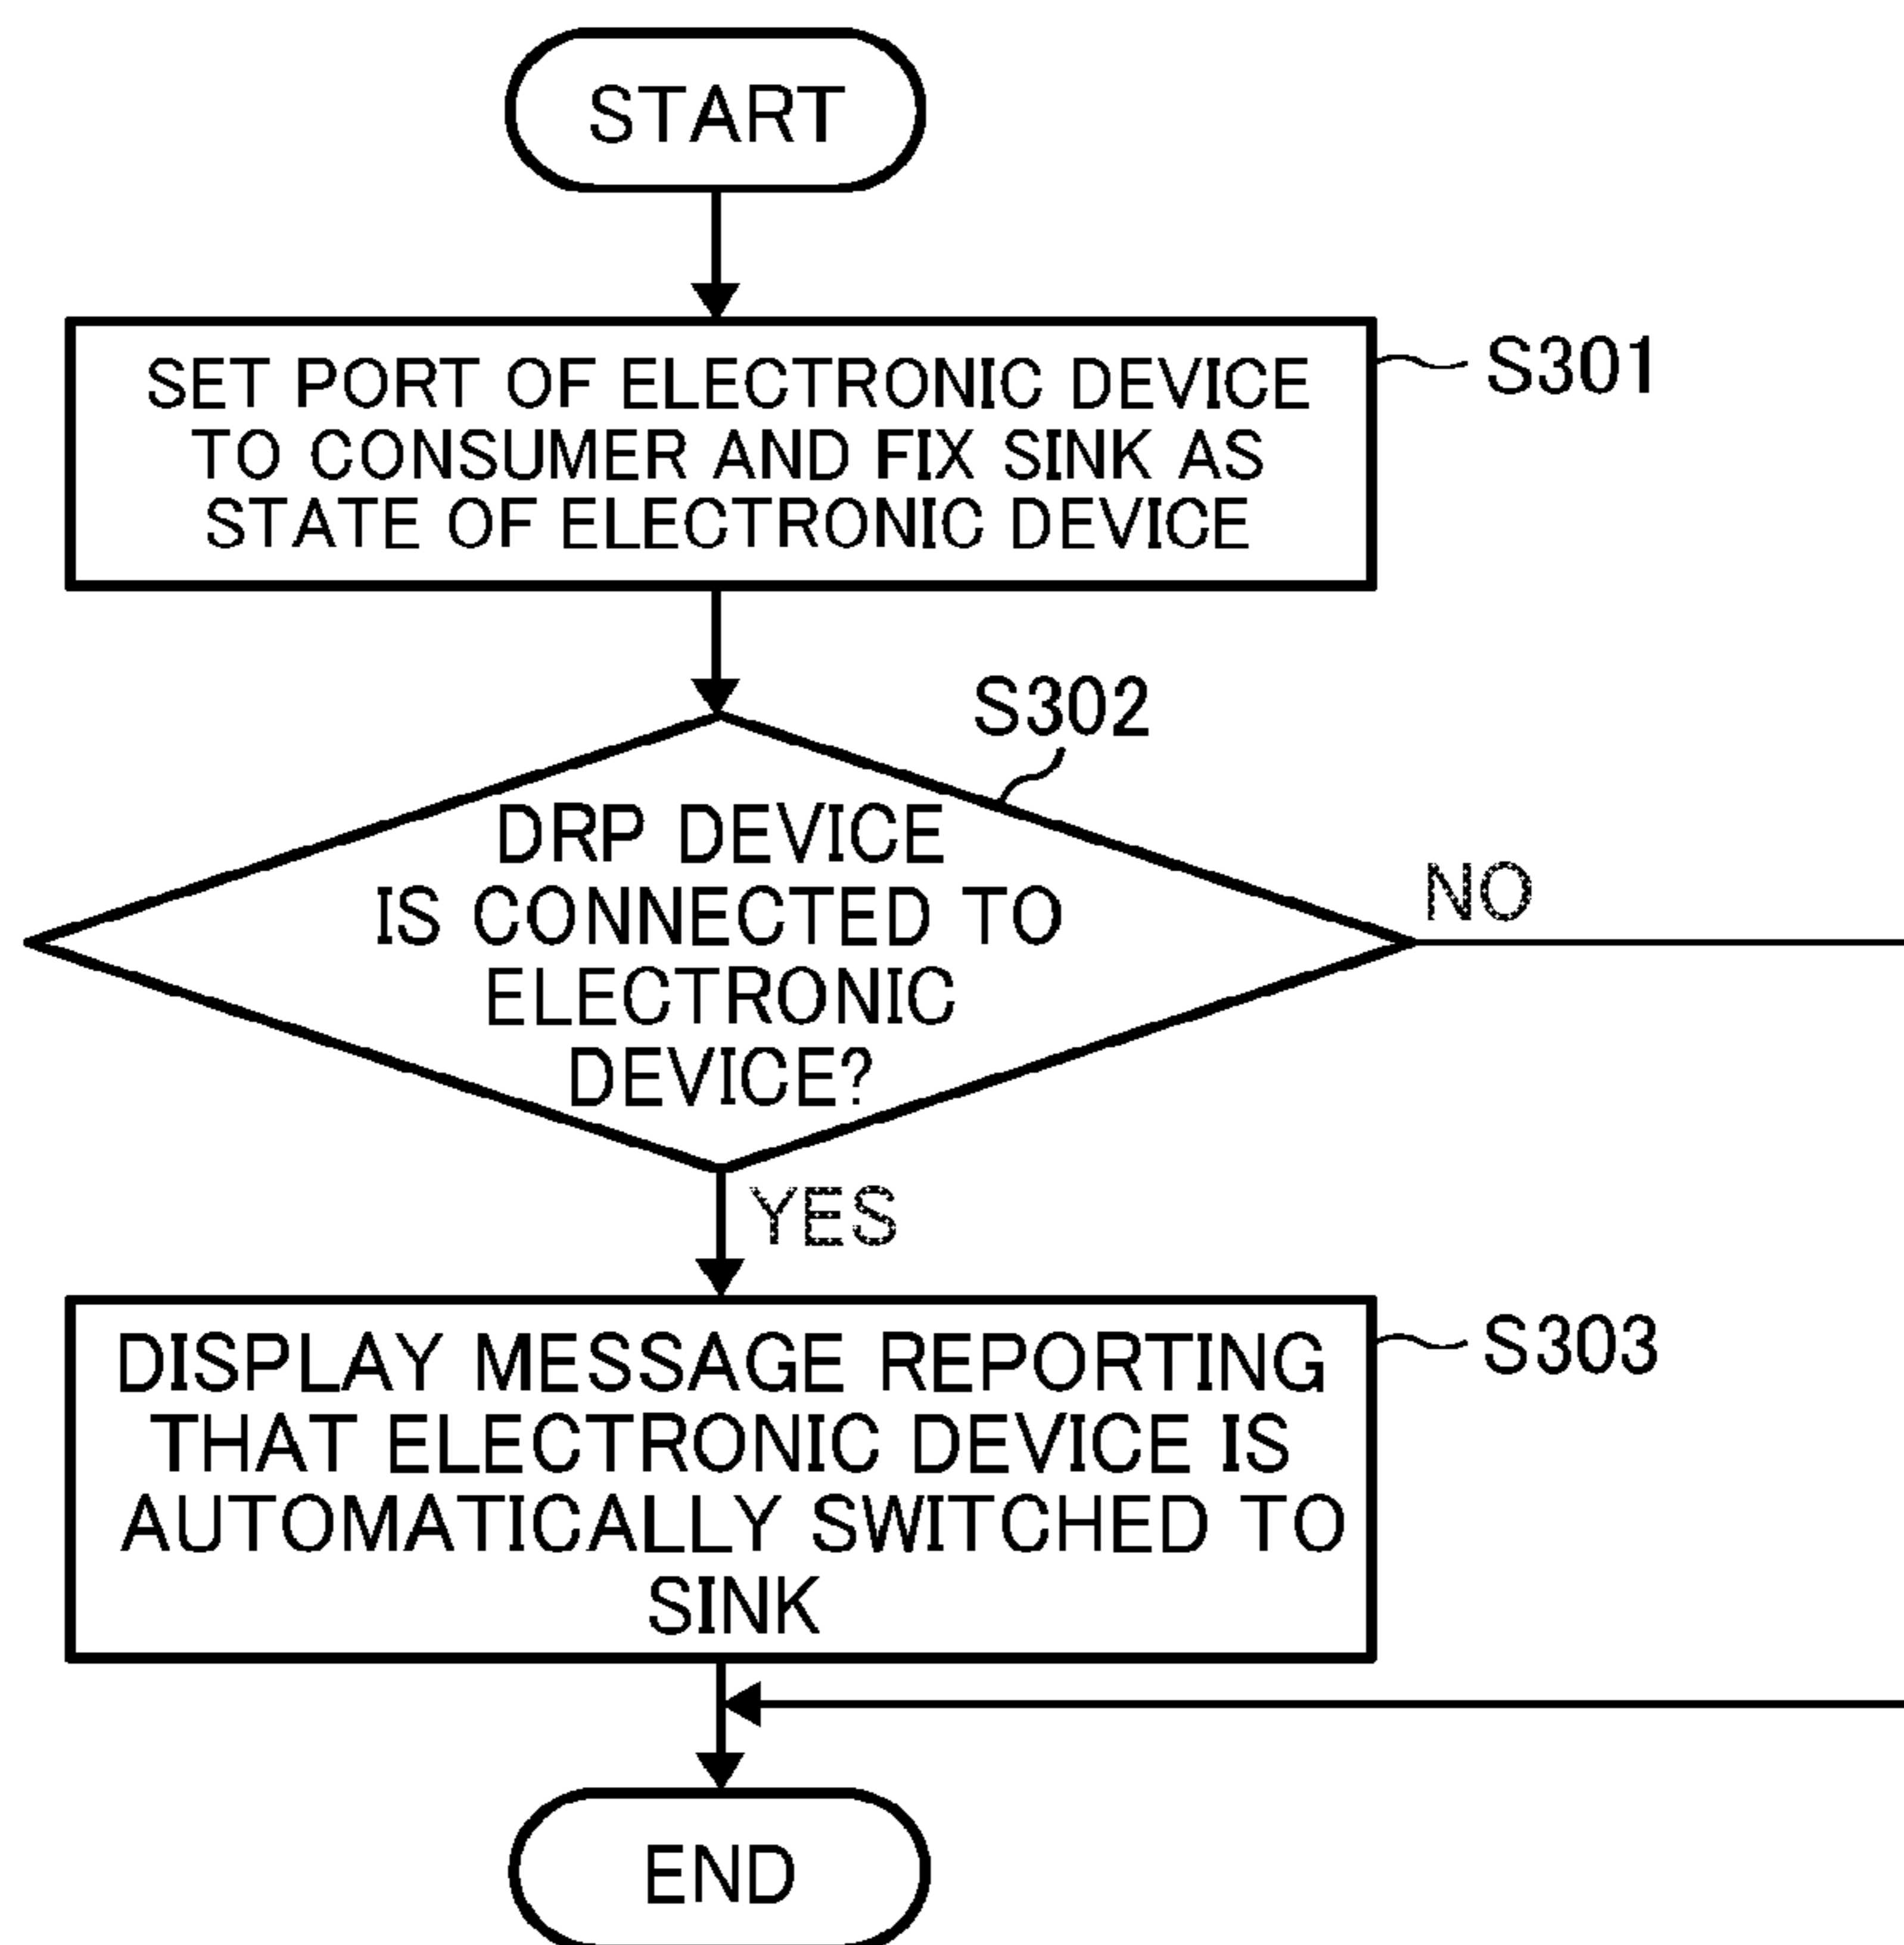 START
SET PORT OF ELECTRONIC DEVICE
TO CONSUMER AND FIX SINK AS
STATE OF ELECTRONIC DEVICE
S301
S302
DRP DEVICE
IS CONNECTED TO
ELECTRONIC
DEVICE?
NO
YES
DISPLAY MESSAGE REPORTING
THAT ELECTRONIC DEVICE IS
AUTOMATICALLY SWITCHED TO
SINK
S303
END